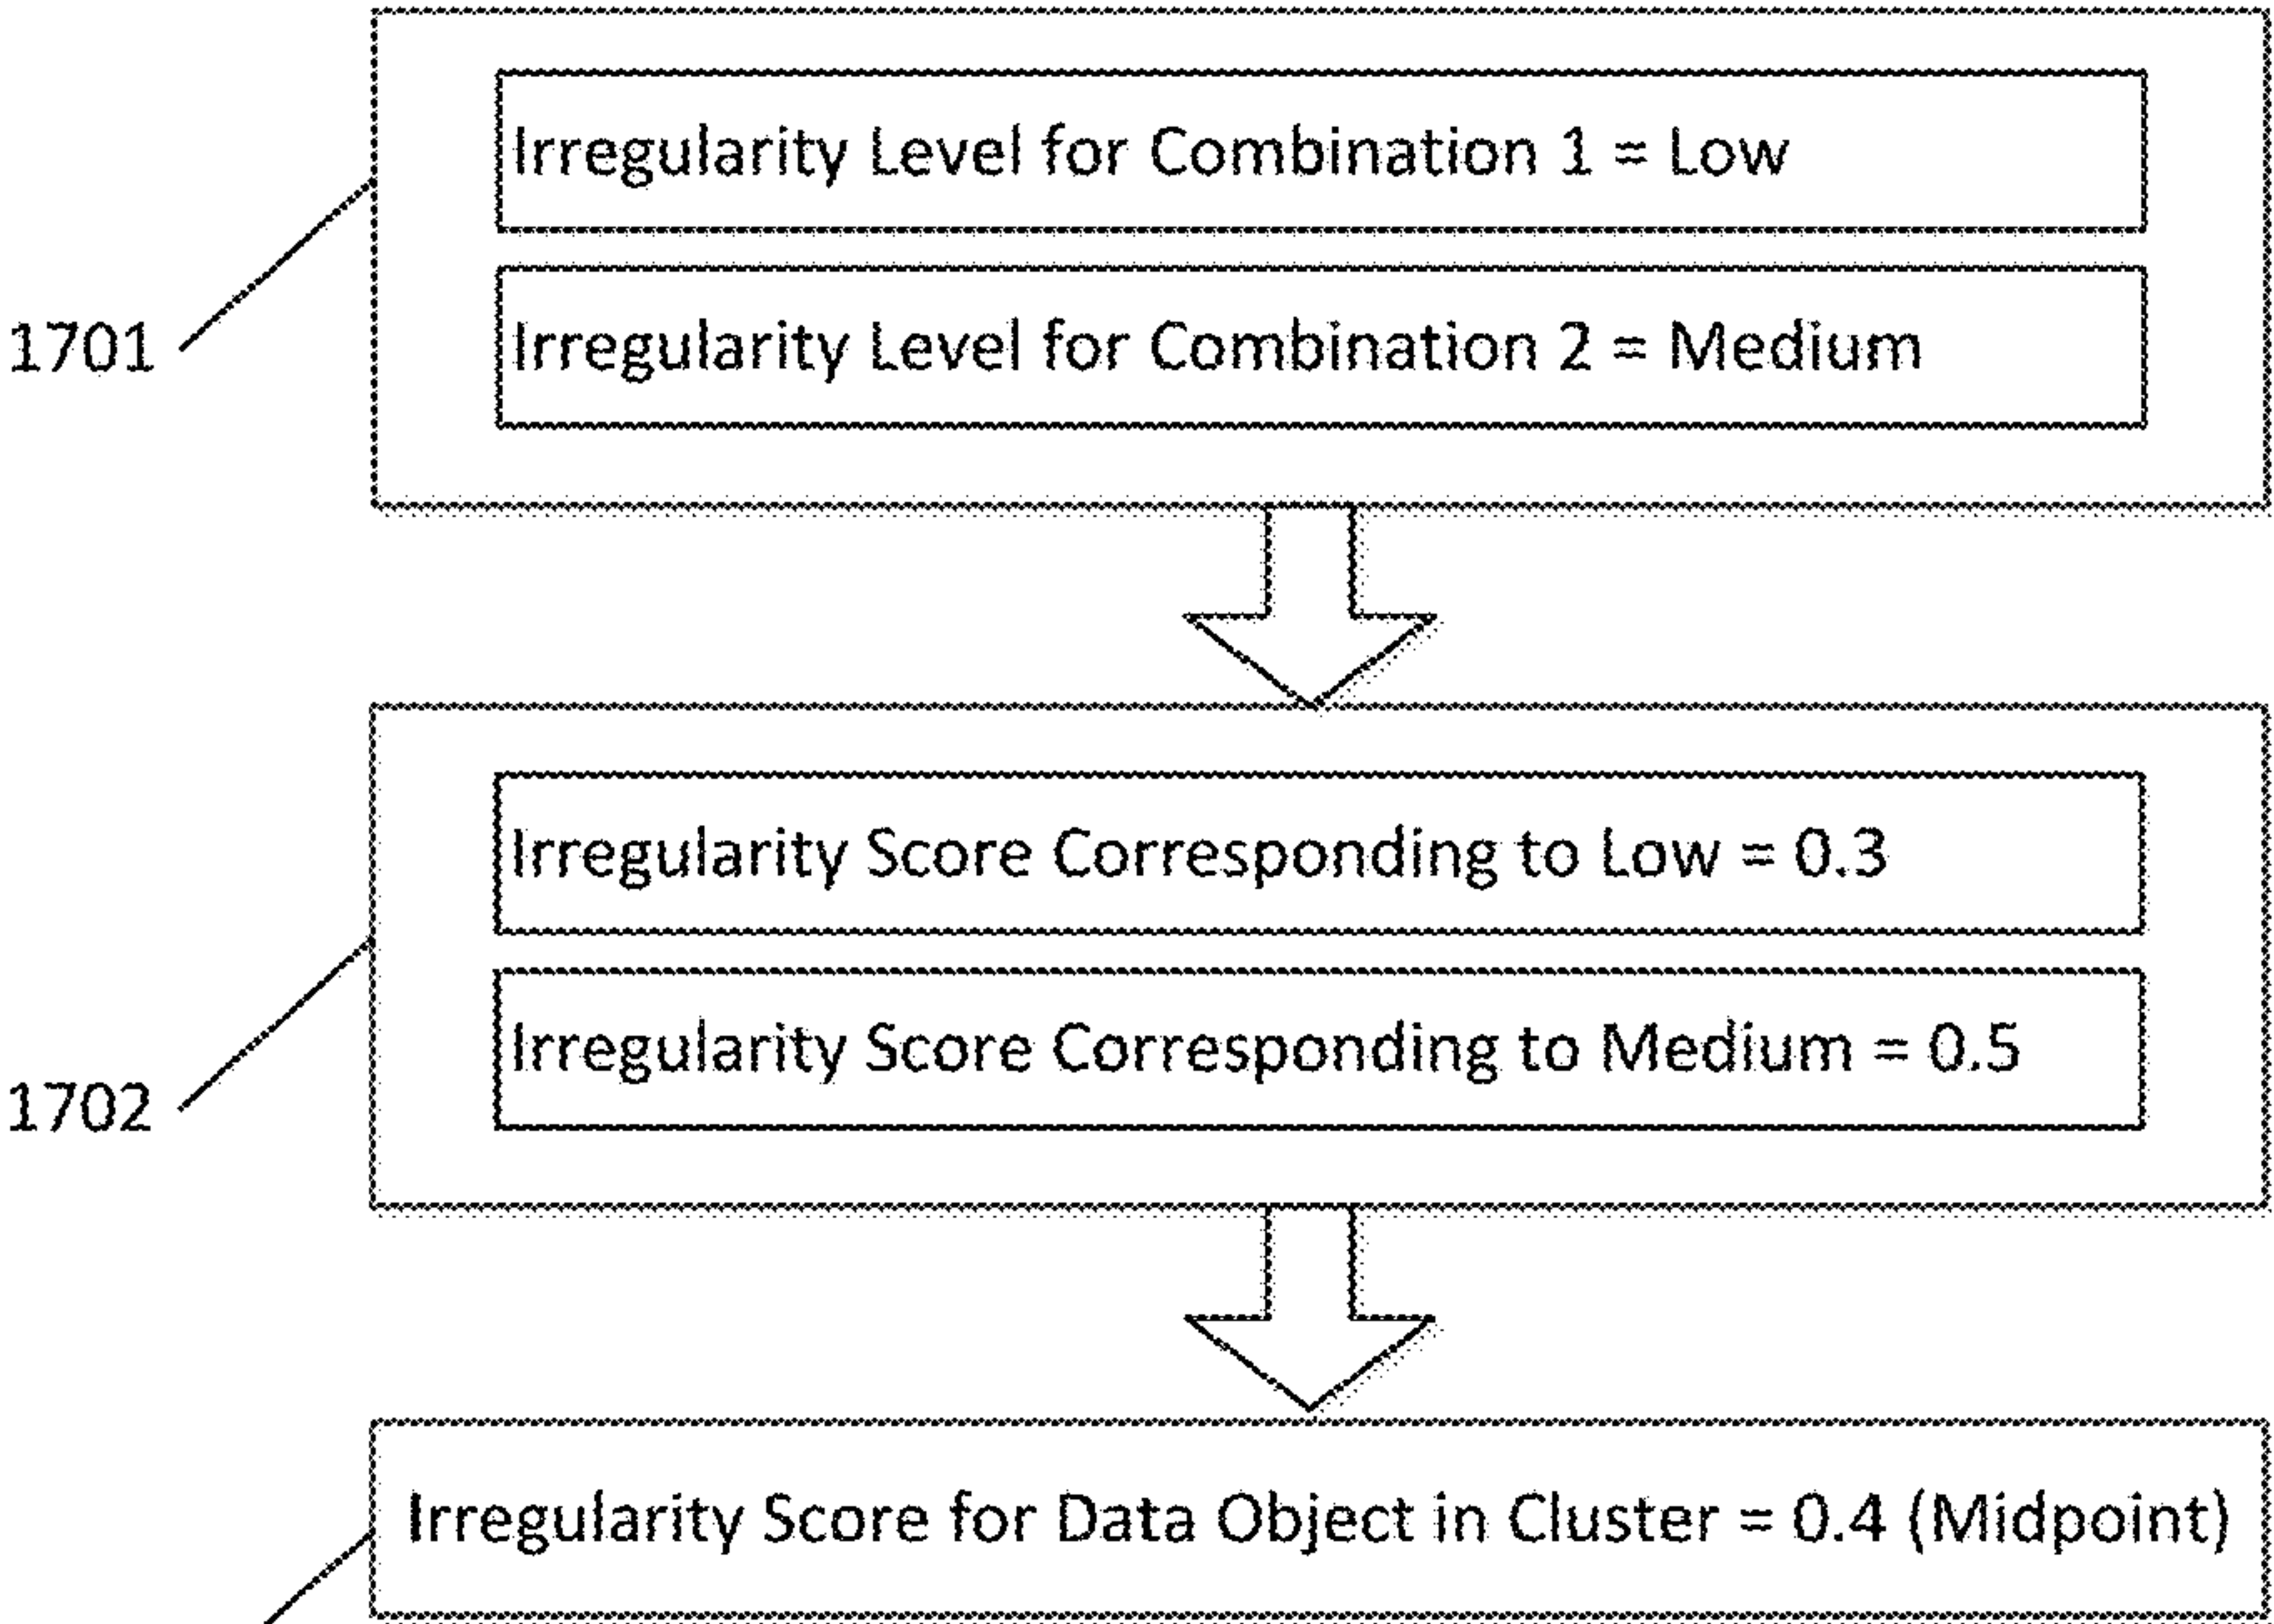 Irregularity Level for Combination 1 = Low
Irregularity Level for Combination 2 = Medium
1701
Irregularity Score Corresponding to Low = 0.3
Irregularity Score Corresponding to Medium = 0.5
1702
Irregularity Score for Data Object in Cluster = 0.4 (Midpoint)